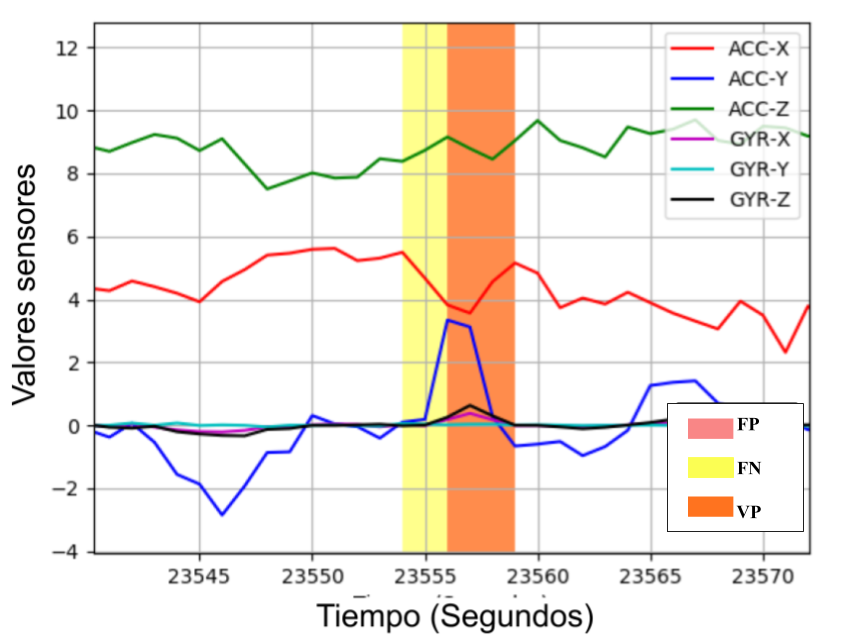 Valores sensores
12
10
8
6
4
2
0
−2
−4
ACC-X
ACC-Y
ACC-Z
GYR-X
GYR-Y
GYR-Z
FP
FN
VP
23545 23550 23555 23560 23565 23570
Tiempo (Segundos)